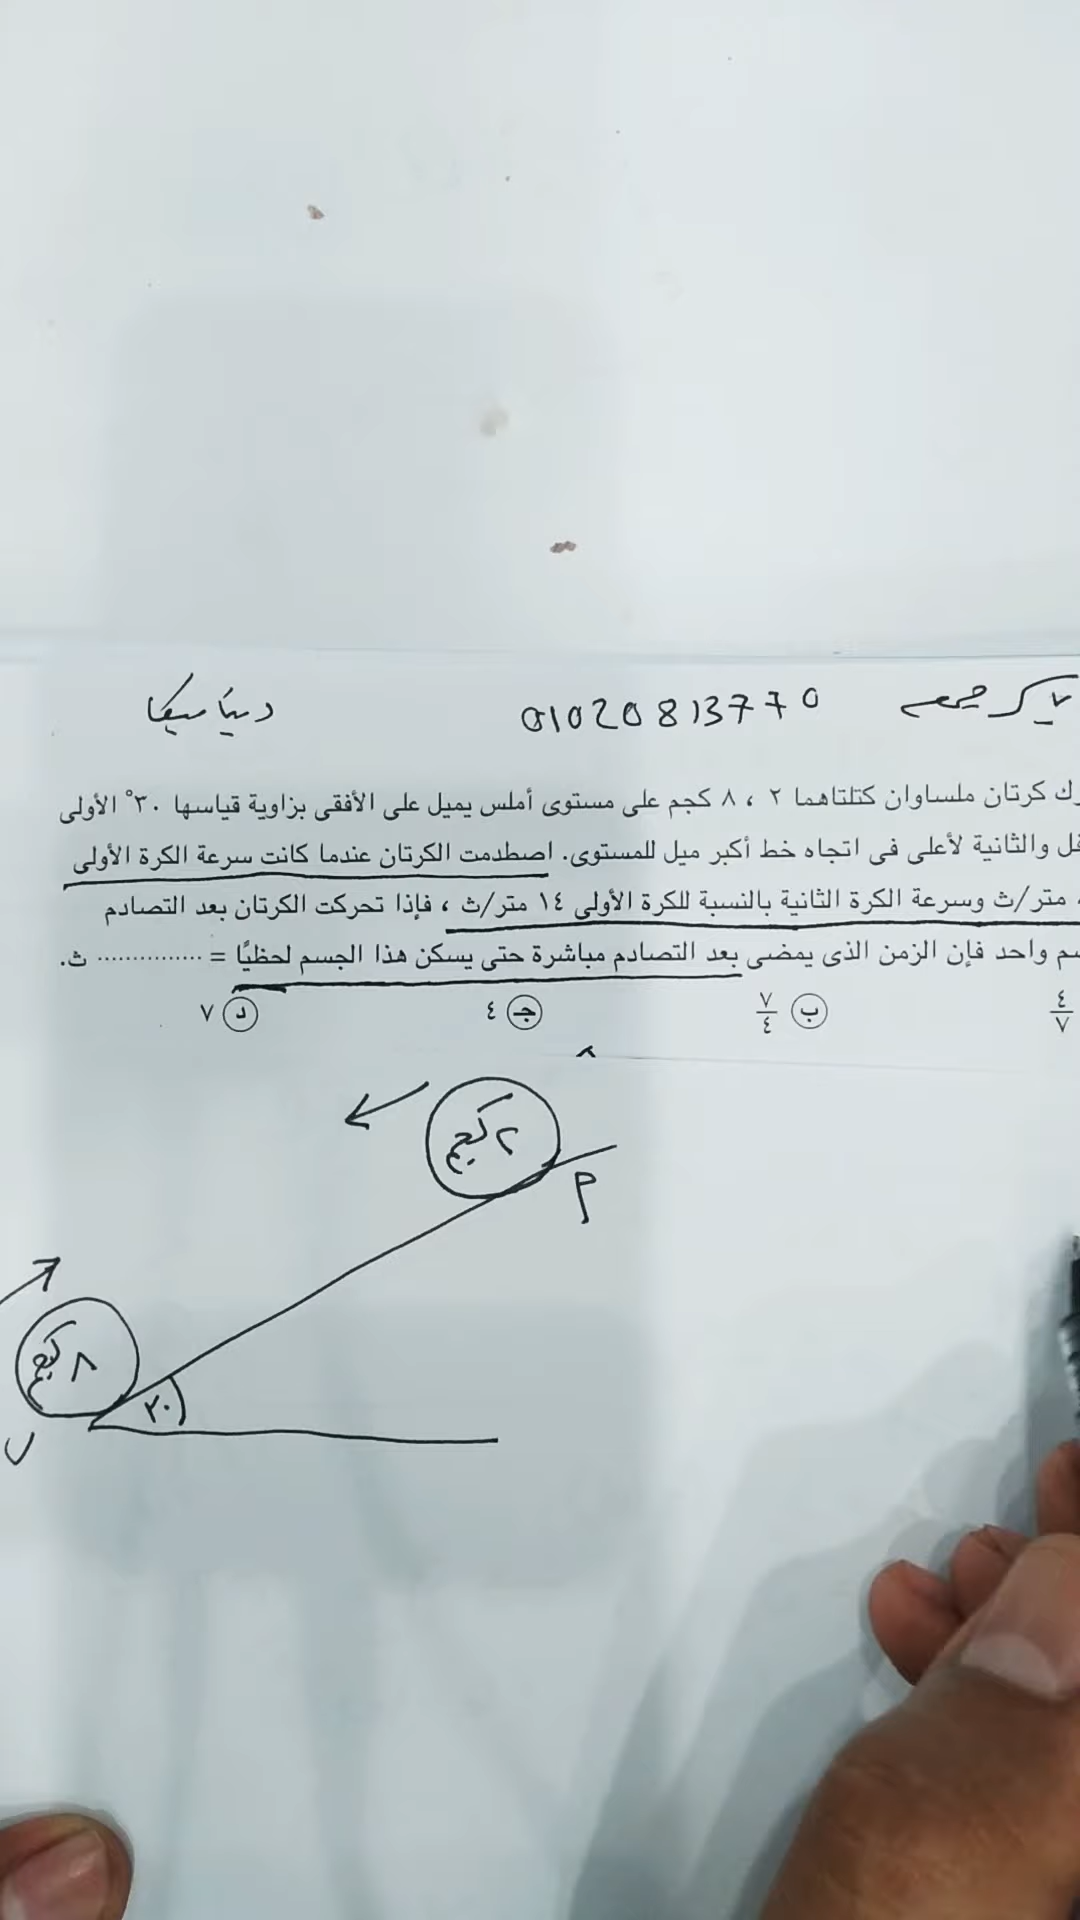 01020813770 ديناميكا
كرتان ملساوان كتلتاهما ٢ ، ٨ كجم على مستوى أملس يميل على الأفقى بزاوية قياسها ٣٠° الأولى
والثانية لأعلى فى اتجاه خط أكبر ميل للمستوى. اصطدمت الكرتان عندما كانت سرعة الكرة الأولى
متر/ث وسرعة الكرة الثانية بالنسبة للكرة الأولى ١٤ متر/ث ، فإذا تحركت الكرتان بعد التصادم
واحد فإن الزمن الذى يمضى بعد التصادم مباشرة حتى يسكن هذا الجسم لحظيًا = ............... ث.
٤/٧ ب ٧/٤ جـ ٤ د ٧
٢ كجم
٨ كجم
٣٠